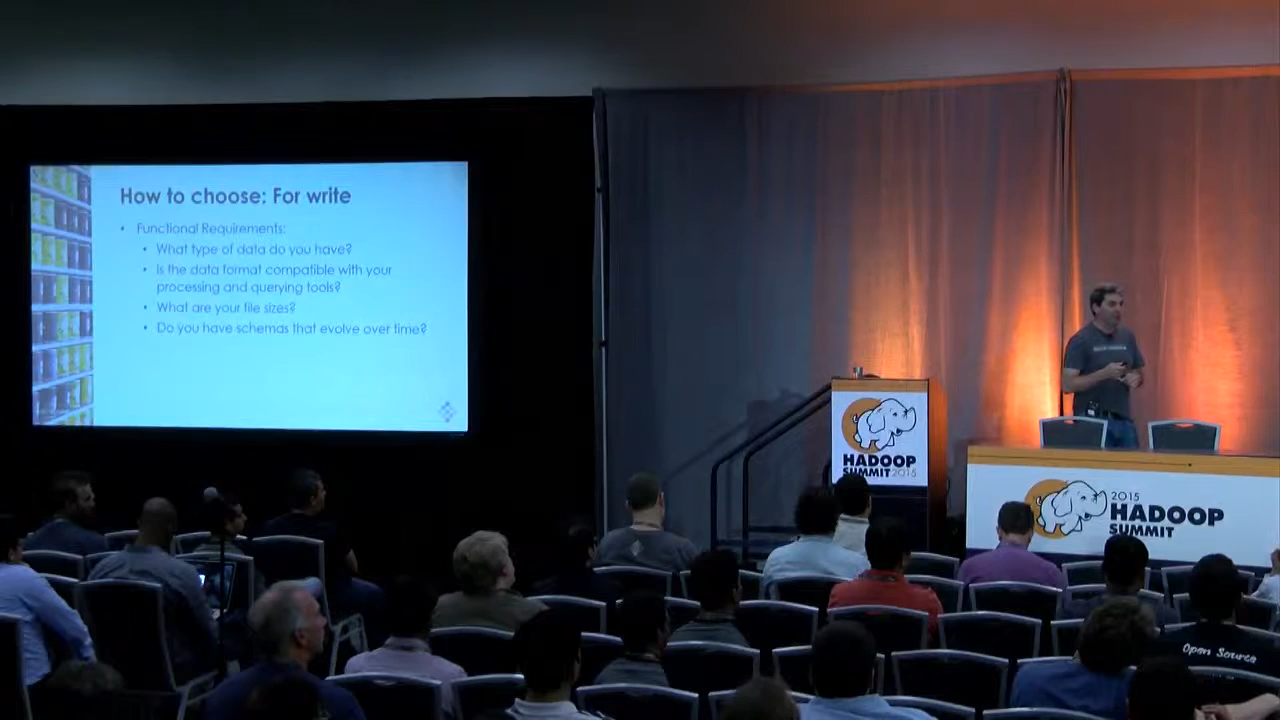 How to choose: For write
• Functional Requirements:
• What type of data do you have?
• Is the data format compatible with your
processing and querying tools?
• What are your file sizes?
• Do you have schemas that evolve over time?
HADOOP
SUMMIT2015
2015
HADOOP
SUMMIT
Open Source